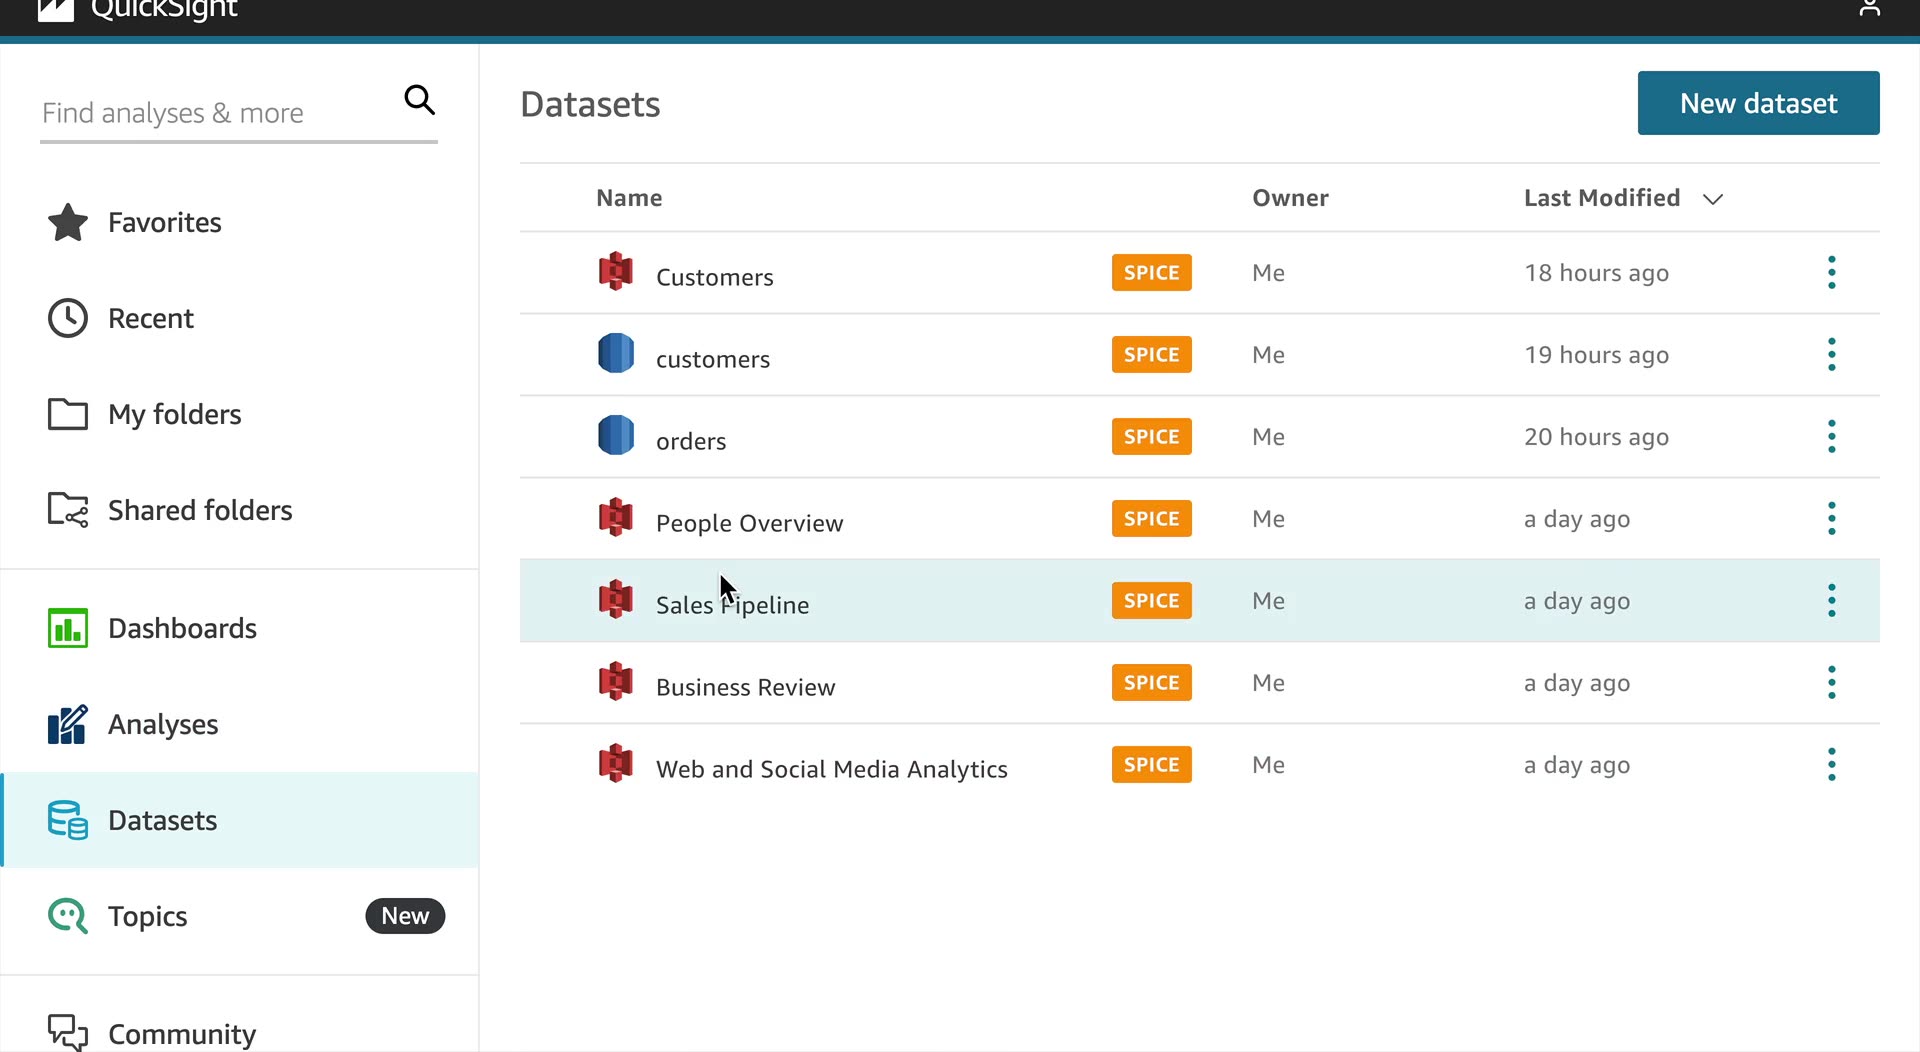 QuickSight
Find analyses & more
Favorites
Recent
My folders
Shared folders
Dashboards
Analyses
Datasets
Topics New
Community
Datasets
New dataset
Name Owner Last Modified
Customers SPICE Me 18 hours ago
customers SPICE Me 19 hours ago
orders SPICE Me 20 hours ago
People Overview SPICE Me a day ago
Sales Pipeline SPICE Me a day ago
Business Review SPICE Me a day ago
Web and Social Media Analytics SPICE Me a day ago